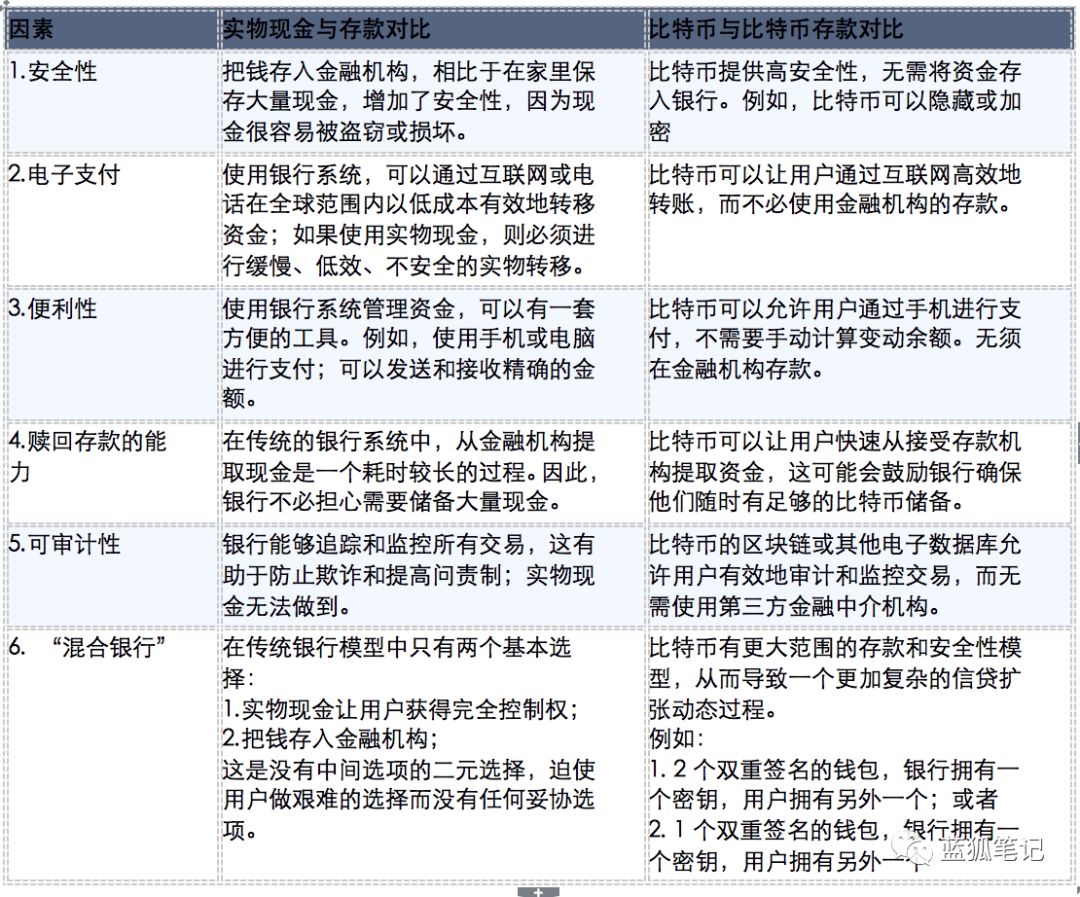 因素
实物现金与存款对比
比特币与比特币存款对比
1.安全性
把钱存入金融机构，相比于在家里保
存大量现金，增加了安全性，因为现
金很容易被盗窃或损坏。
比特币提供高安全性，无需将资金存
入银行。例如，比特币可以隐藏或加
密
2.电子支付
使用银行系统，可以通过互联网或电
话在全球范围内以低成本有效地转移
资金；如果使用实物现金，则必须进
行缓慢、低效、不安全的实物转移。
比特币可以让用户通过互联网高效地
转账，而不必使用金融机构的存款。
3.便利性
使用银行系统管理资金，可以有一套
方便的工具。例如，使用手机或电脑
进行支付；可以发送和接收精确的金
额。
比特币可以允许用户通过手机进行支
付，不需要手动计算变动余额。无须
在金融机构存款。
4.赎回存款的能
力
在传统的银行系统中，从金融机构提
取现金是一个耗时较长的过程。因此，
银行不必担心需要储备大量现金。
比特币可以让用户快速从接受存款机
构提取资金，这可能会鼓励银行确保
他们随时有足够的比特币储备。
5.可审计性
银行能够追踪和监控所有交易，这有
助于防止欺诈和提高问责制；实物现
金无法做到。
比特币的区块链或其他电子数据库允
许用户有效地审计和监控交易，而无
需使用第三方金融中介机构。
6. “混合银行”
在传统银行模型中只有两个基本选
择：
1.实物现金让用户获得完全控制权；
2.把钱存入金融机构；
这是没有中间选项的二元选择，迫使
用户做艰难的选择而没有任何妥协选
项。
比特币有更大范围的存款和安全性模
型，从而导致一个更加复杂的信贷扩
张动态过程。
例如：
1. 2 个双重签名的钱包，银行拥有一
个密钥，用户拥有另外一个；或者
2. 1 个双重签名的钱包，银行拥有一
个密钥，用户拥有另外一个
蓝狐笔记